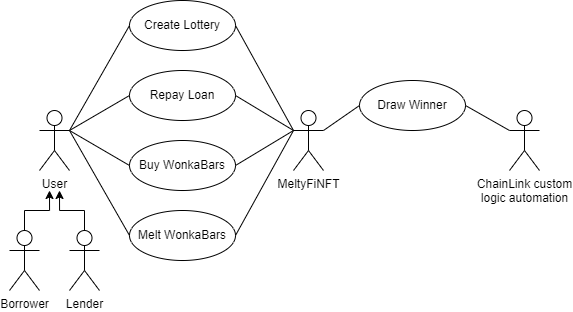 Create Lottery
Repay Loan
Draw Winner
Buy WonkaBars
User
MeltyFiNFT
ChainLink custom
logic automation
Melt WonkaBars
Borrower
Lender